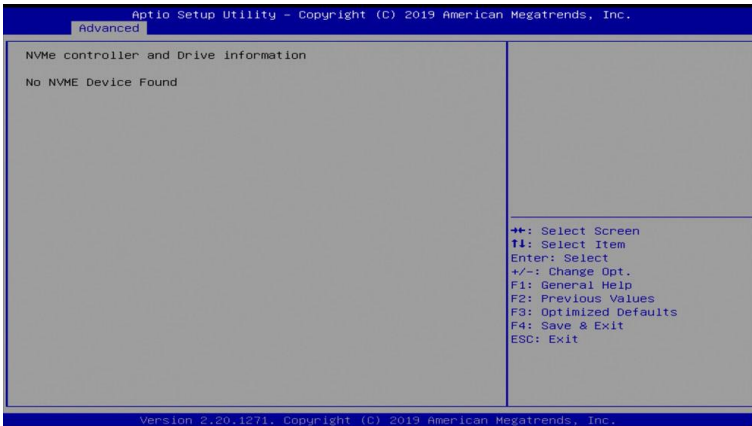 Aptio Setup Utility – Copyright (C) 2019 American Megatrends, Inc.
Advanced
NVMe controller and Drive information
No NVME Device Found
→←: Select Screen
↑↓: Select Item
Enter: Select
+/-: Change Opt.
F1: General Help
F2: Previous Values
F3: Optimized Defaults
F4: Save & Exit
ESC: Exit
Version 2.20.1271. Copyright (C) 2019 American Megatrends, Inc.